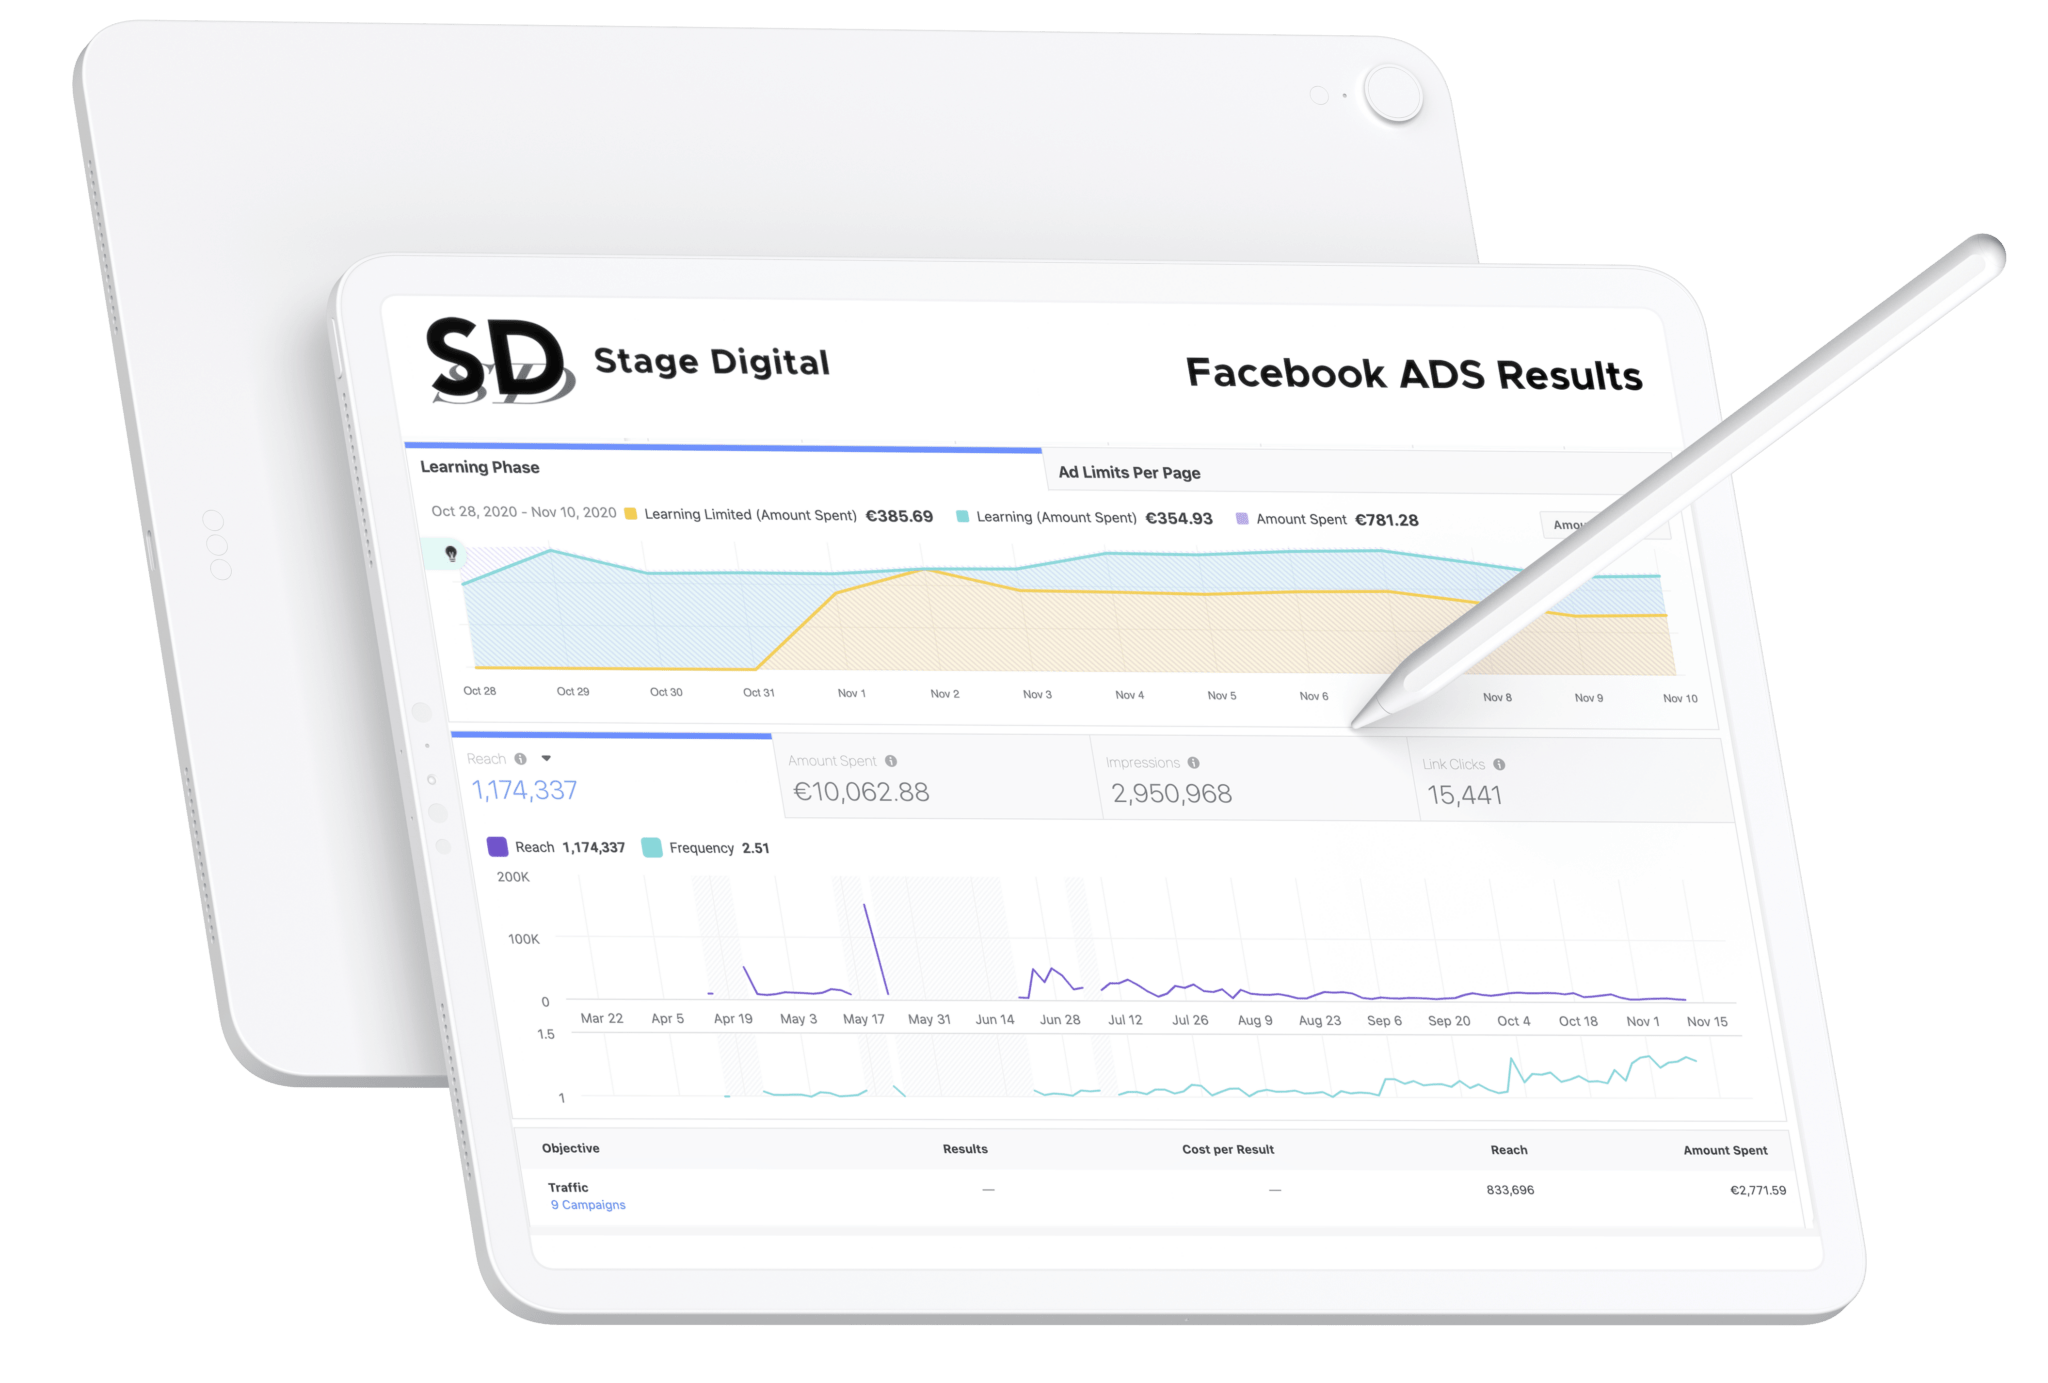 SD
SD
Stage Digital
Facebook ADS Results
Learning Phase
Ad Limits Per Page
Oct 28, 2020 - Nov 10, 2020 Learning Limited (Amount Spent) €385.69 Learning (Amount Spent) €354.93 Amount Spent €781.28
Oct 28 Oct 29 Oct 30 Oct 31 Nov 1 Nov 2 Nov 3 Nov 4 Nov 5 Nov 6 Nov 8 Nov 9 Nov 10
Reach
1,174,337
Amount Spent
€10,062.88
Impressions
2,950,968
Link Clicks
15,441
Reach 1,174,337 Frequency 2.51
200K
100K
0
Mar 22 Apr 5 Apr 19 May 3 May 17 May 31 Jun 14 Jun 28 Jul 12 Jul 26 Aug 9 Aug 23 Sep 6 Sep 20 Oct 4 Oct 18 Nov 1 Nov 15
1.5
1
Objective Results Cost per Result Reach Amount Spent
Traffic — — 833,696 €2,771.59
9 Campaigns